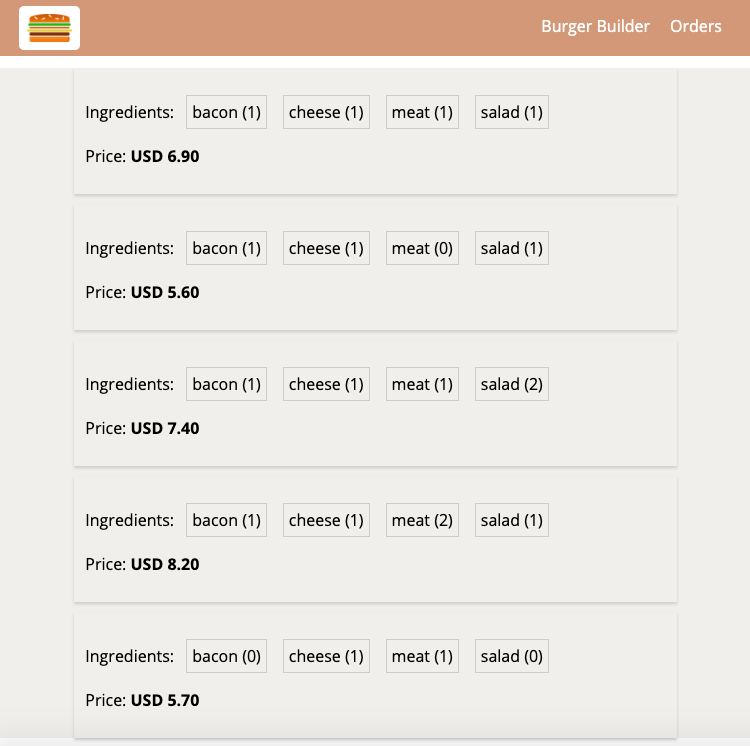 Burger Builder Orders
Ingredients: bacon (1) cheese (1) meat (1) salad (1)
Price: USD 6.90
Ingredients: bacon (1) cheese (1) meat (0) salad (1)
Price: USD 5.60
Ingredients: bacon (1) cheese (1) meat (1) salad (2)
Price: USD 7.40
Ingredients: bacon (1) cheese (1) meat (2) salad (1)
Price: USD 8.20
Ingredients: bacon (0) cheese (1) meat (1) salad (0)
Price: USD 5.70